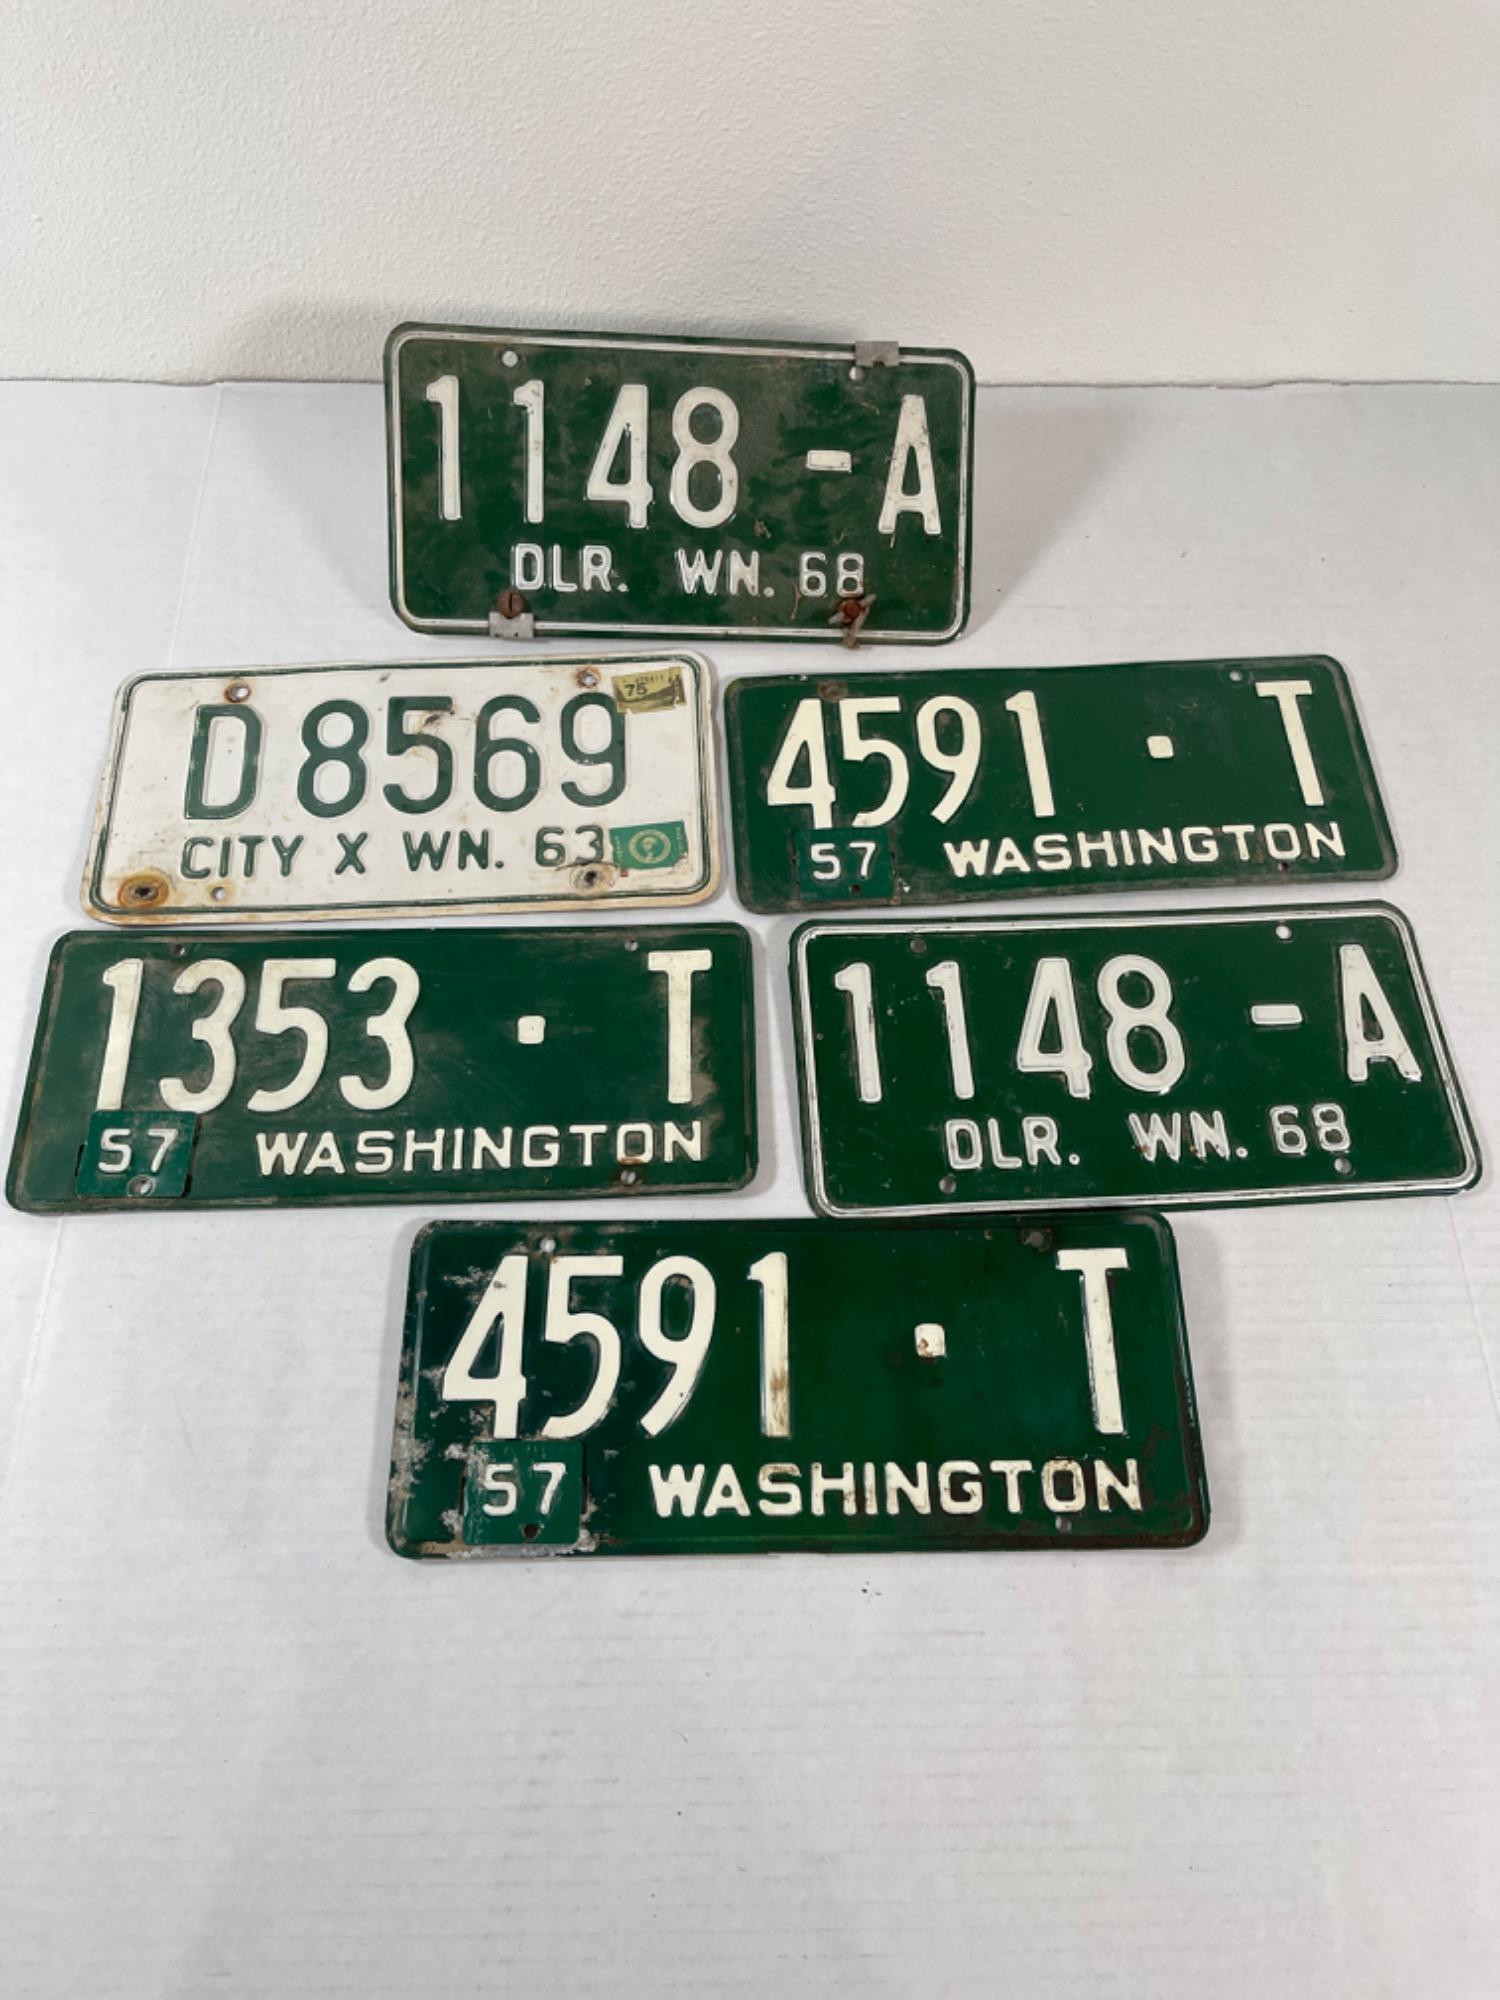 1148-A
DLR. WN. 68
75
D8569
CITY X WN. 63
4591 · T
57 WASHINGTON
1353 · T
57 WASHINGTON
1148-A
DLR. WN. 68
4591 · T
57 WASHINGTON